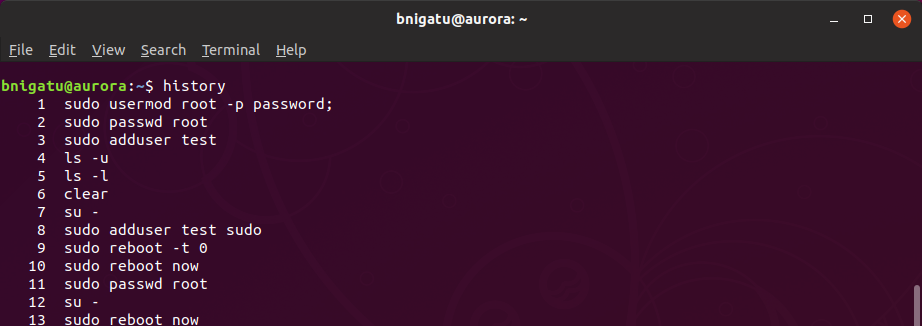 bnigatu@aurora: ~
File Edit View Search Terminal Help
bnigatu@aurora:~$ history
1 sudo usermod root -p password;
2 sudo passwd root
3 sudo adduser test
4 ls -u
5 ls -l
6 clear
7 su -
8 sudo adduser test sudo
9 sudo reboot -t 0
10 sudo reboot now
11 sudo passwd root
12 su -
13 sudo reboot now